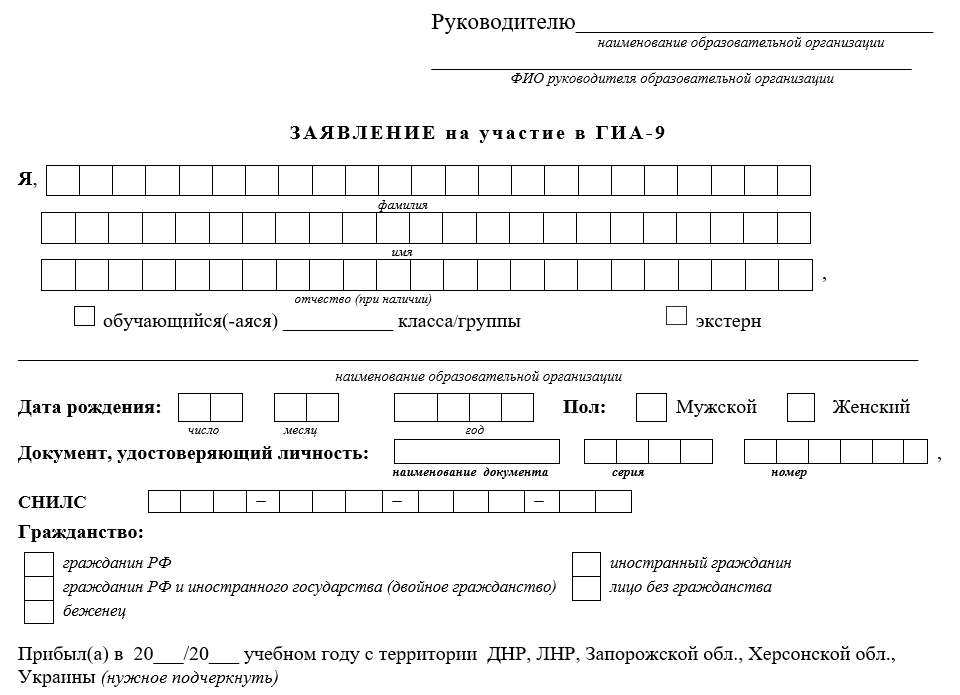 Руководителю________________________________
наименование образовательной организации
___________________________________________
ФИО руководителя образовательной организации
ЗАЯВЛЕНИЕ на участие в ГИА-9
Я,
фамилия
имя
,
отчество (при наличии)
обучающийся(-аяся) ___________ класса/группы экстерн
наименование образовательной организации
Дата рождения: Пол: Мужской Женский
число месяц год
Документ, удостоверяющий личность: ,
наименование документа серия номер
СНИЛС – – –
Гражданство:
гражданин РФ иностранный гражданин
гражданин РФ и иностранного государства (двойное гражданство) лицо без гражданства
беженец
Прибыл(а) в 20___/20___ учебном году с территории ДНР, ЛНР, Запорожской обл., Херсонской обл.,
Украины (нужное подчеркнуть)